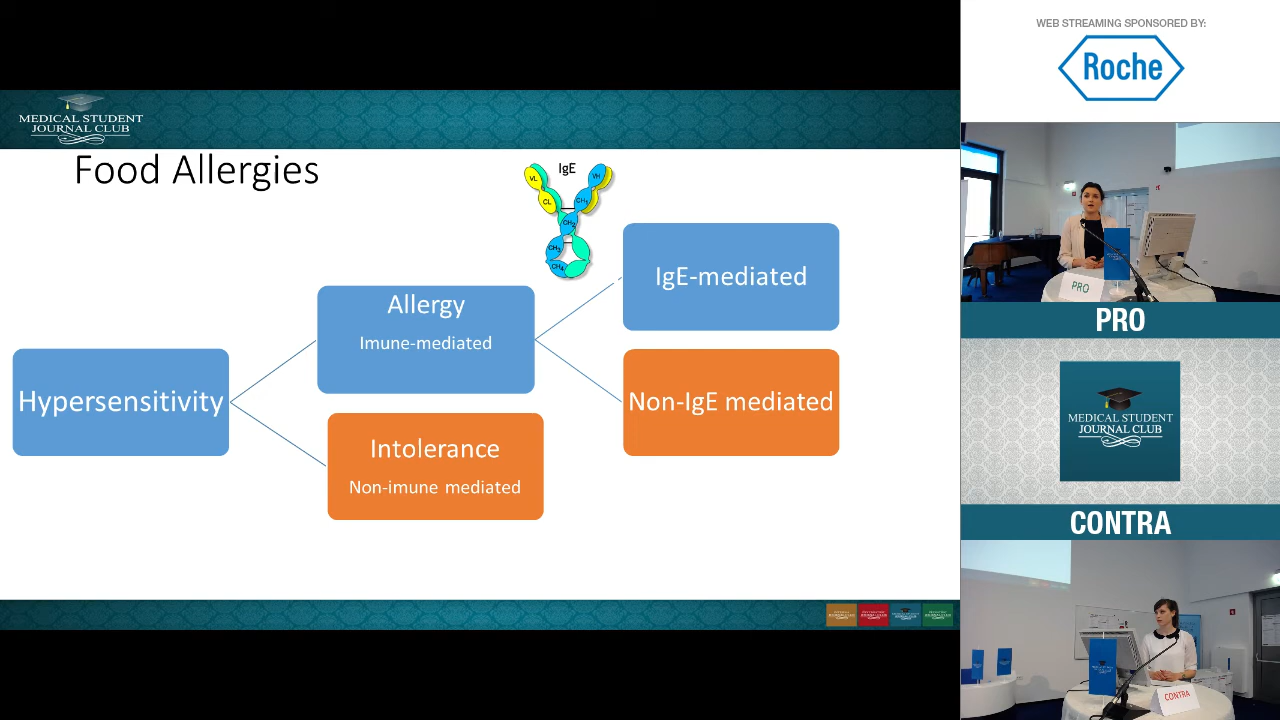 MEDICAL STUDENT
JOURNAL CLUB
Food Allergies
IgE
VL
VH
CL
CH1
CH2
CH3
CH4
Hypersensitivity
Allergy
Imune-mediated
Intolerance
Non-imune mediated
IgE-mediated
Non-IgE mediated
WEB STREAMING SPONSORED BY:
Roche
PRO
PRO
MEDICAL STUDENT
JOURNAL CLUB
CONTRA
CONTRA